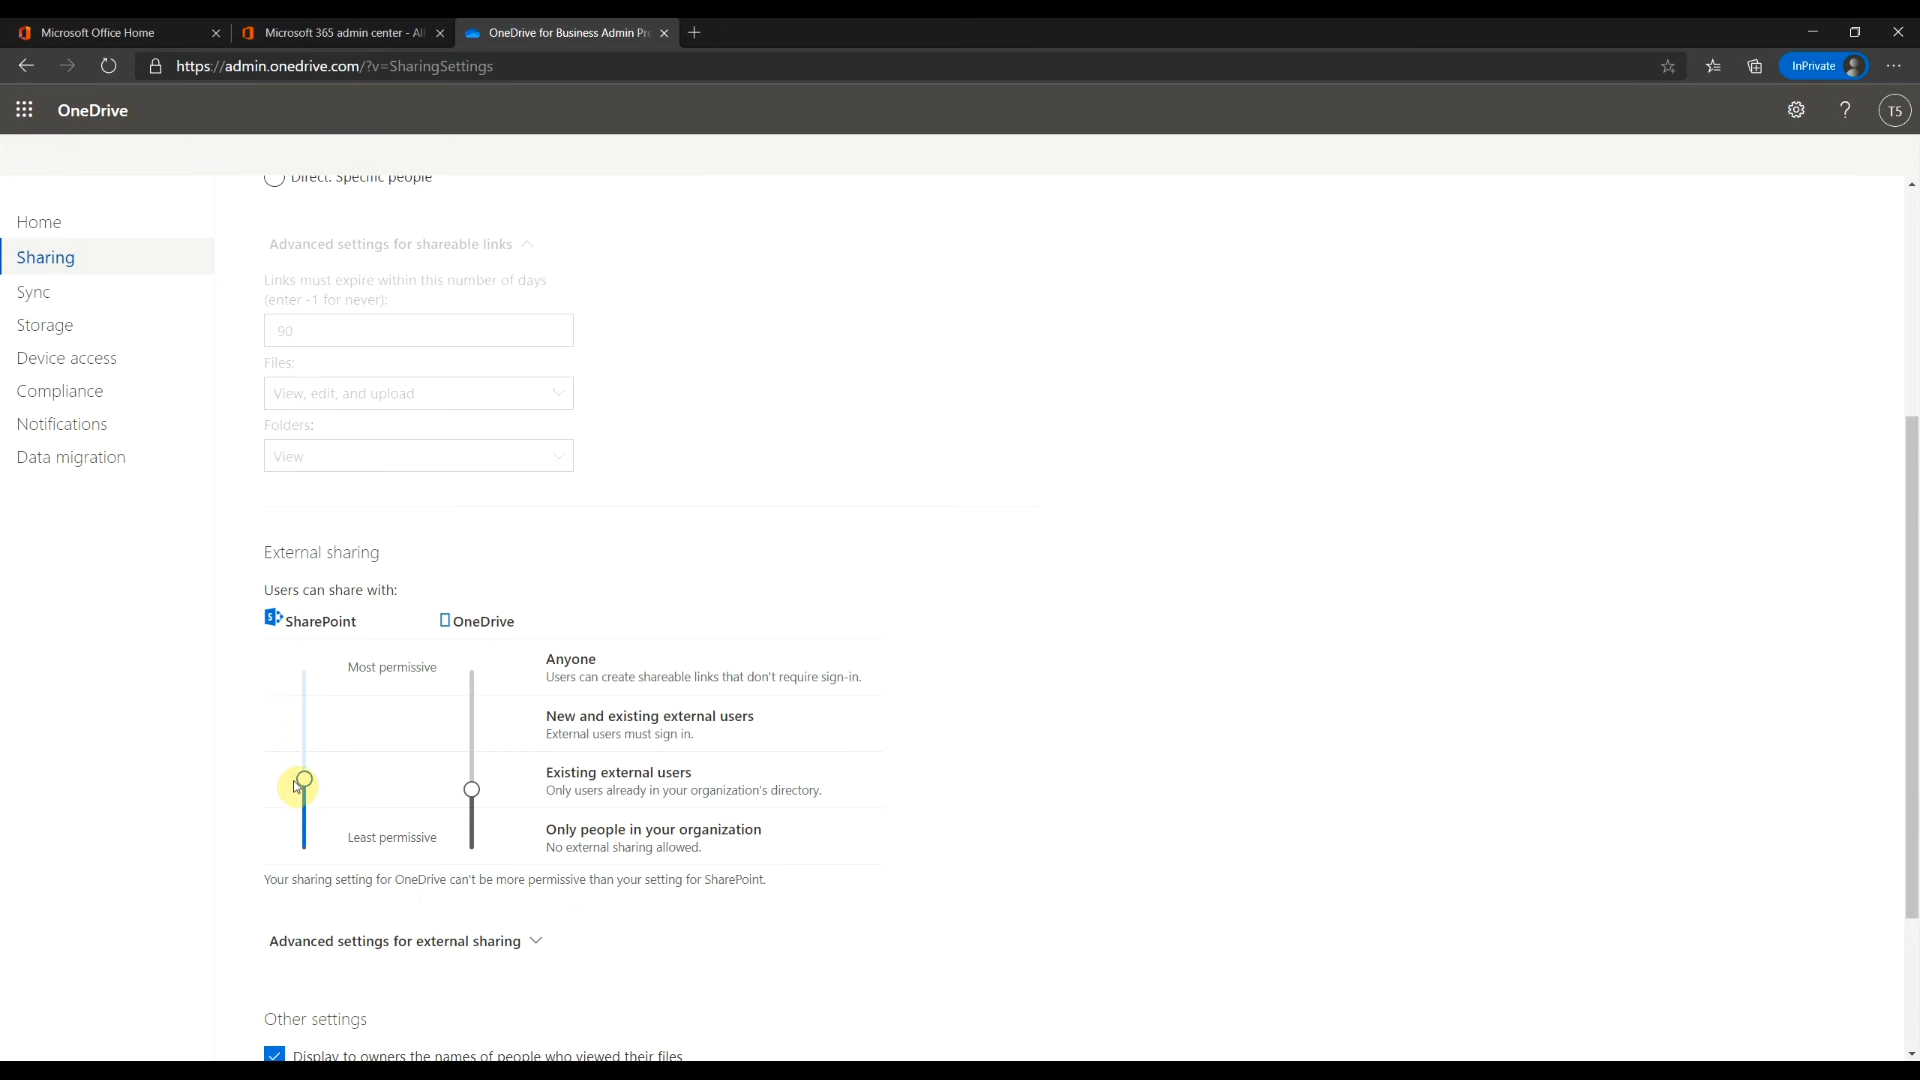 Microsoft Office Home
Microsoft 365 admin center - Al
OneDrive for Business Admin Pr
https://admin.onedrive.com/?v=SharingSettings
InPrivate
OneDrive
?
T5
Direct: Specific people
Home
Sharing
Sync
Storage
Device access
Compliance
Notifications
Data migration
Advanced settings for shareable links
Links must expire within this number of days
(enter -1 for never):
90
Files:
View, edit, and upload
Folders:
View
External sharing
Users can share with:
SharePoint
OneDrive
Most permissive
Least permissive
Anyone
Users can create shareable links that don't require sign-in.
New and existing external users
External users must sign in.
Existing external users
Only users already in your organization's directory.
Only people in your organization
No external sharing allowed.
Your sharing setting for OneDrive can't be more permissive than your setting for SharePoint.
Advanced settings for external sharing
Other settings
Display to owners the names of people who viewed their files